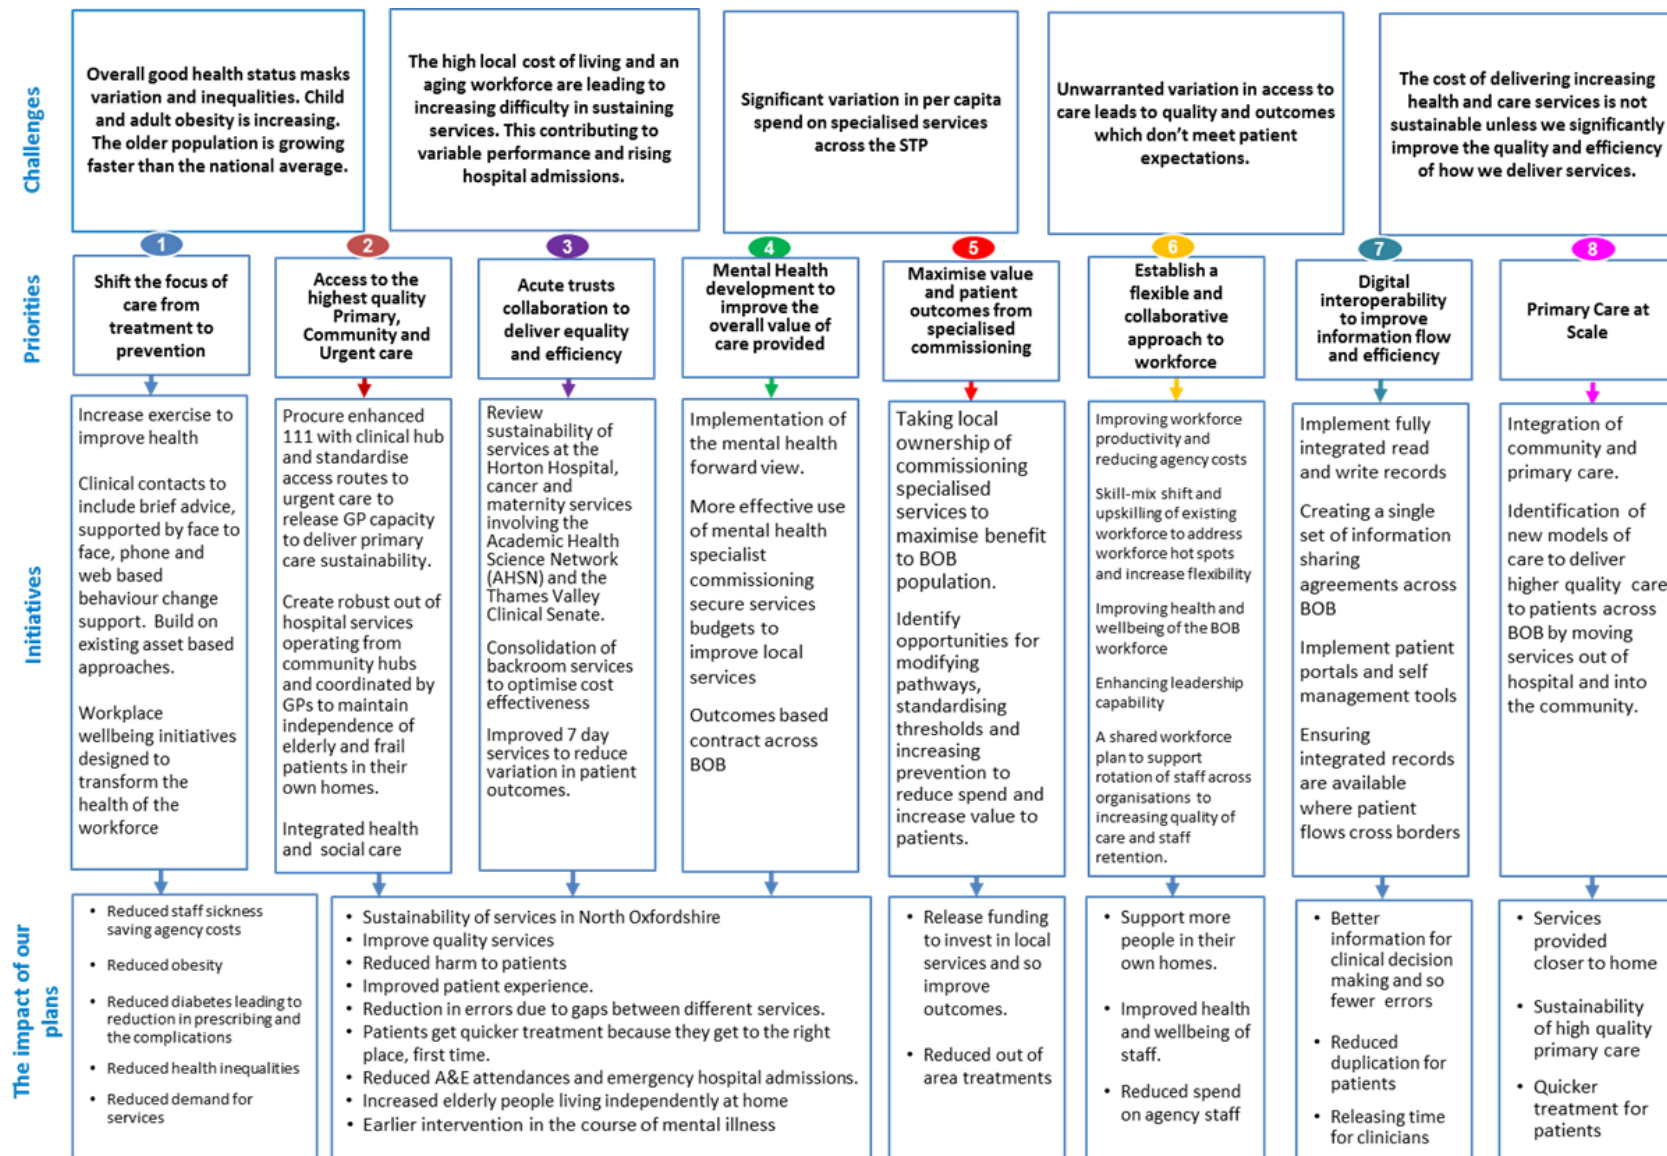 Challenges
Overall good health status masks
variation and inequalities. Child
and adult obesity is increasing.
The older population is growing
faster than the national average.
The high local cost of living and an
aging workforce are leading to
increasing difficulty in sustaining
services. This contributing to
variable performance and rising
hospital admissions.
Significant variation in per capita
spend on specialised services
across the STP
Unwarranted variation in access to
care leads to quality and outcomes
which don't meet patient
expectations.
The cost of delivering increasing
health and care services is not
sustainable unless we significantly
improve the quality and efficiency
of how we deliver services.
Priorities
1
Shift the focus of
care from
treatment to
prevention
2
Access to the
highest quality
Primary,
Community and
Urgent care
3
Acute trusts
collaboration to
deliver equality
and efficiency
4
Mental Health
development to
improve the
overall value of
care provided
5
Maximise value
and patient
outcomes from
specialised
commissioning
6
Establish a
flexible and
collaborative
approach to
workforce
7
Digital
interoperability
to improve
information flow
and efficiency
8
Primary Care at
Scale
Initiatives
Increase exercise to
improve health
Clinical contacts to
include brief advice,
supported by face to
face, phone and
web based
behaviour change
support. Build on
existing asset based
approaches.
Workplace
wellbeing initiatives
designed to
transform the
health of the
workforce
Procure enhanced
111 with clinical hub
and standardise
access routes to
urgent care to
release GP capacity
to deliver primary
care sustainability.
Create robust out of
hospital services
operating from
community hubs
and coordinated by
GPs to maintain
independence of
elderly and frail
patients in their
own homes.
Integrated health
and social care
Review
sustainability of
services at the
Horton Hospital,
cancer and
maternity services
involving the
Academic Health
Science Network
(AHSN) and the
Thames Valley
Clinical Senate.
Consolidation of
backroom services
to optimise cost
effectiveness
Improved 7 day
services to reduce
variation in patient
outcomes.
Implementation of
the mental health
forward view.
More effective use
of mental health
specialist
commissioning
secure services
budgets to
improve local
services
Outcomes based
contract across
BOB
Taking local
ownership of
commissioning
specialised
services to
maximise benefit
to BOB
population.
Identify
opportunities for
modifying
pathways,
standardising
thresholds and
increasing
prevention to
reduce spend and
increase value to
patients.
Improving workforce
productivity and
reducing agency costs
Skill-mix shift and
upskilling of existing
workforce to address
workforce hot spots
and increase flexibility
Improving health and
wellbeing of the BOB
workforce
Enhancing leadership
capability
A shared workforce
plan to support
rotation of staff across
organisations to
increasing quality of
care and staff
retention.
Implement fully
integrated read
and write records
Creating a single
set of information
sharing
agreements across
BOB
Implement patient
portals and self
management tools
Ensuring
integrated records
are available
where patient
flows cross borders
Integration of
community and
primary care.
Identification of
new models of
care to deliver
higher quality care
to patients across
BOB by moving
services out of
hospital and into
the community.
The impact of our
plans
• Reduced staff sickness
saving agency costs
• Reduced obesity
• Reduced diabetes leading to
reduction in prescribing and
the complications
• Reduced health inequalities
• Reduced demand for
services
• Sustainability of services in North Oxfordshire
• Improve quality services
• Reduced harm to patients
• Improved patient experience.
• Reduction in errors due to gaps between different services.
• Patients get quicker treatment because they get to the right
place, first time.
• Reduced A&E attendances and emergency hospital admissions.
• Increased elderly people living independently at home
• Earlier intervention in the course of mental illness
• Release funding
to invest in local
services and so
improve
outcomes.
• Reduced out of
area treatments
• Support more
people in their
own homes.
• Improved health
and wellbeing of
staff.
• Reduced spend
on agency staff
• Better
information for
clinical decision
making and so
fewer errors
• Reduced
duplication for
patients
• Releasing time
for clinicians
• Services
provided
closer to home
• Sustainability
of high quality
primary care
• Quicker
treatment for
patients